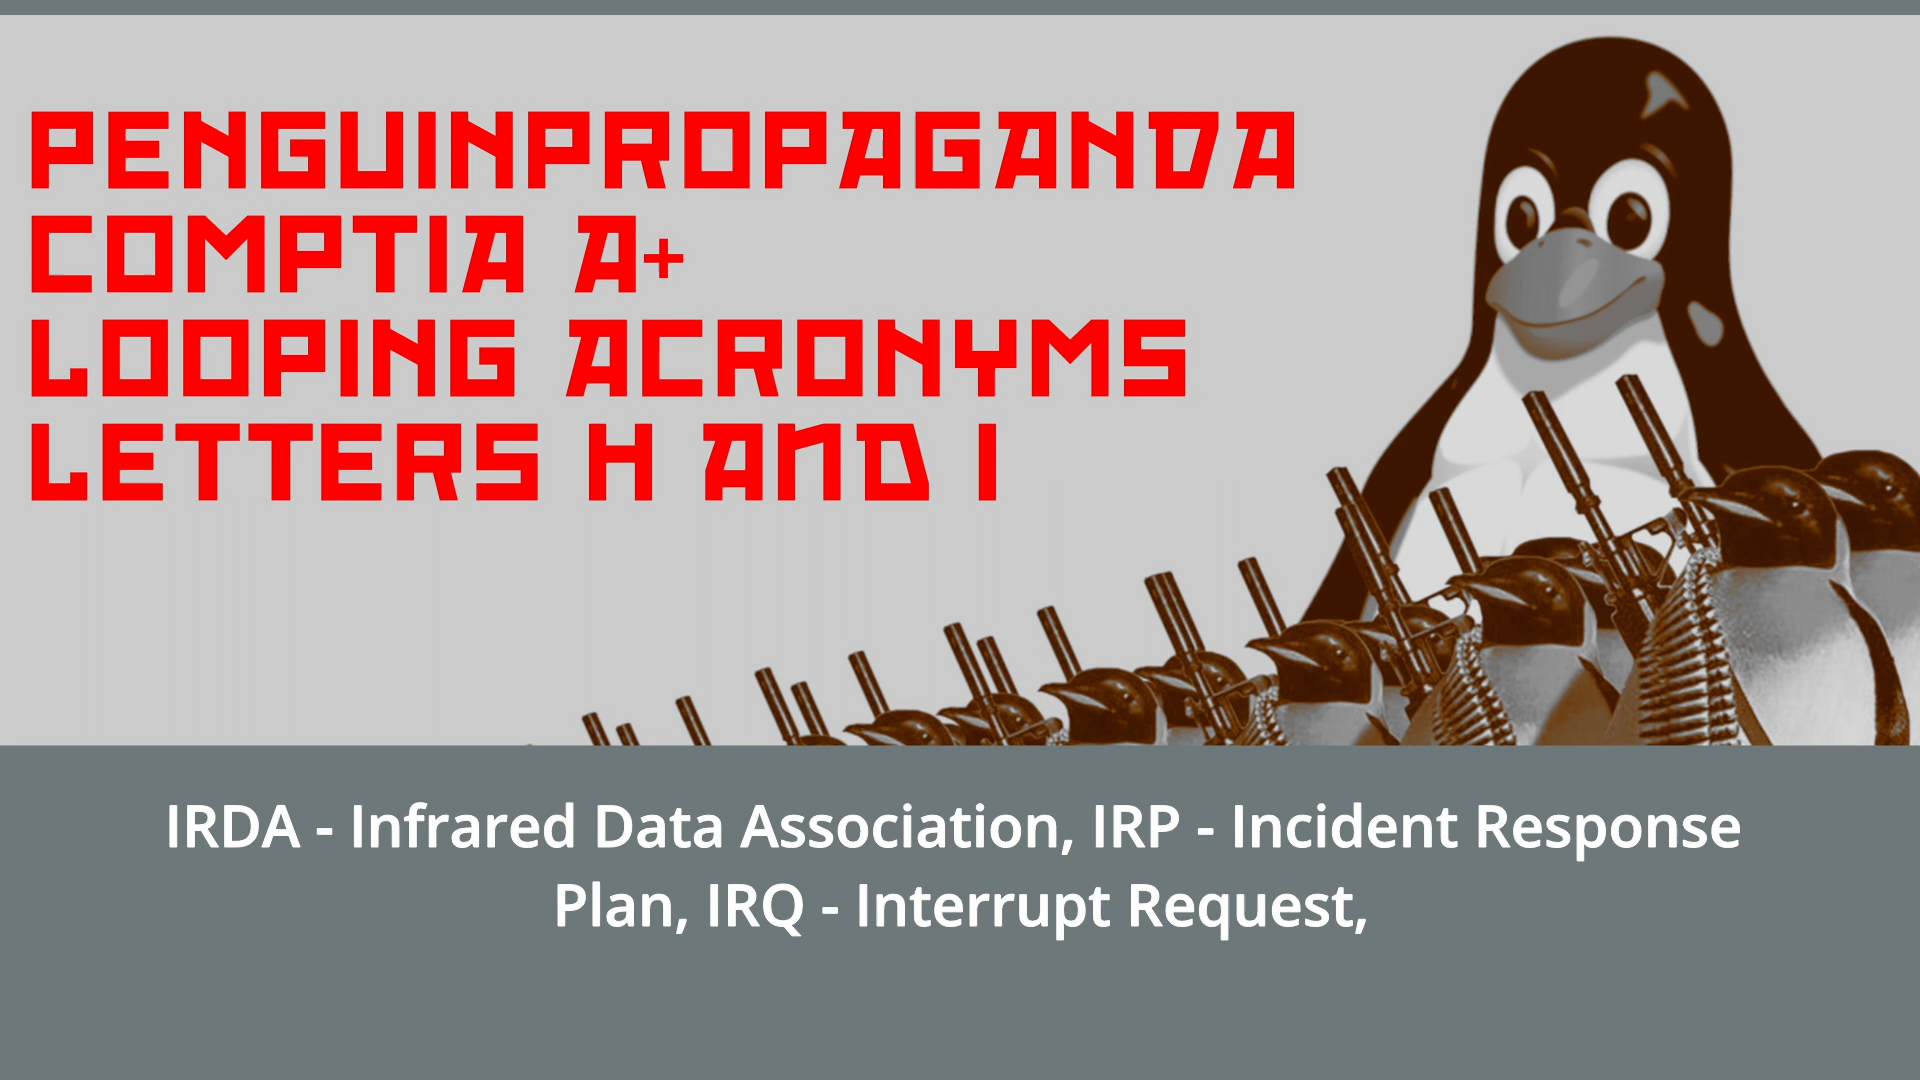 PENGUINPROPAGANDA
COMPTIA A+
LOOPING ACRONYMS
LETTERS H AND I
IRDA - Infrared Data Association, IRP - Incident Response
Plan, IRQ - Interrupt Request,